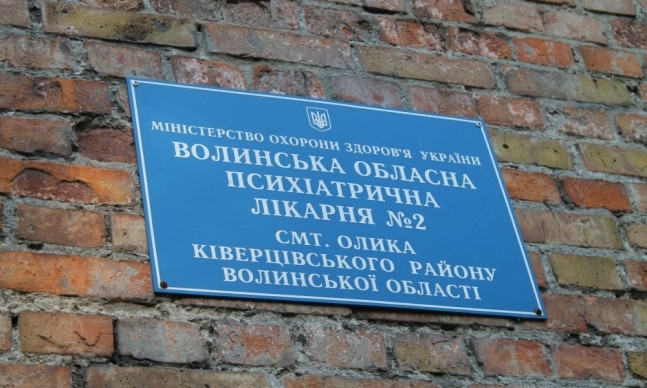 МІНІСТЕРСТВО ОХОРОНИ ЗДОРОВ'Я УКРАЇНИ
ВОЛИНСЬКА ОБЛАСНА
ПСИХІАТРИЧНА
ЛІКАРНЯ №2
СМТ. ОЛИКА
КІВЕРЦІВСЬКОГО РАЙОНУ
ВОЛИНСЬКОЇ ОБЛАСТІ